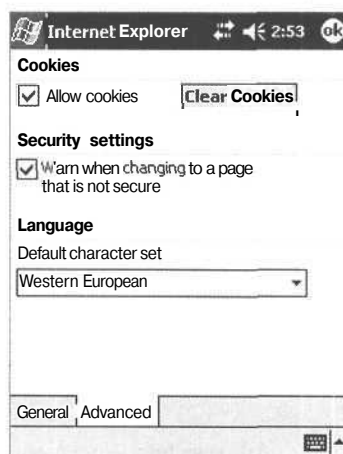 Internet Explorer 2:53 ok
Cookies
Allow cookies Clear Cookies
Security settings
Warn when changing to a page
that is not secure
Language
Default character set
Western European
General Advanced